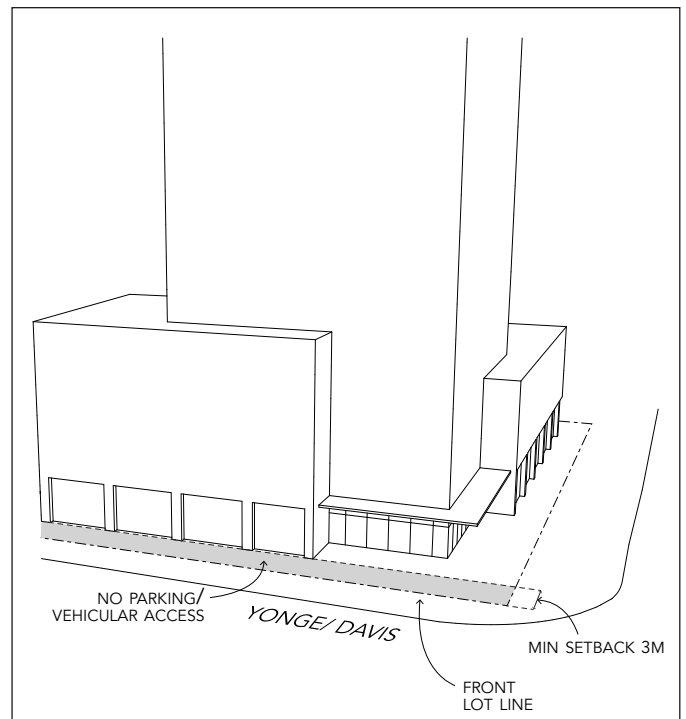 NO PARKING/
VEHICULAR ACCESS
YONGE/ DAVIS
MIN SETBACK 3M
FRONT
LOT LINE